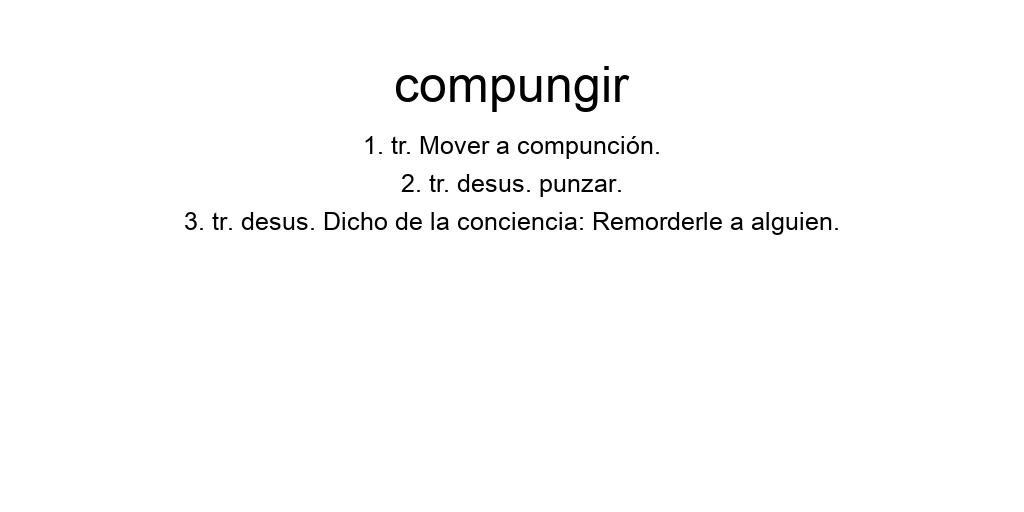 compungir
1. tr. Mover a compunción.
2. tr. desus. punzar.
3. tr. desus. Dicho de la conciencia: Remorderle a alguien.